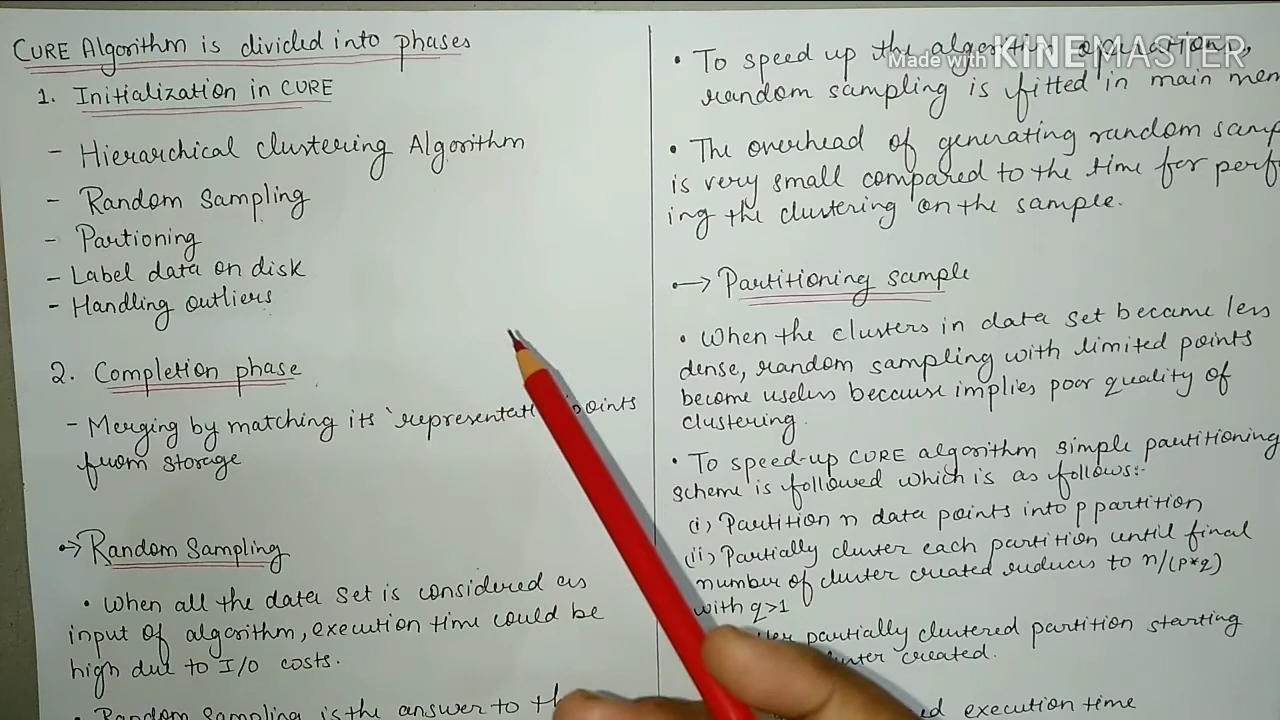 CURE Algorithm is divided into phases
1. Initialization in CURE
- Hierarchical clustering Algorithm
- Random Sampling
- Partioning
- Label data on disk
- Handling outliers
2. Completion phase
- Merging by matching its points
from storage
•→ Random Sampling
• When all the data set is considered as
input of algorithm, execution time could be
high due to I/O costs.
• Random Sampling is the answer to
Made with KINEMASTER
• To speed up the algorithm operations,
random sampling is fitted in main
• The overhead of generating random
is very small compared to the time for
ing the clustering on the sample.
•→ Partitioning sample
• When the clusters in data set became less
dense, random sampling with limited points
become useless because implies poor quality of
clustering.
• To speed-up CURE algorithm simple partitioning
scheme is followed which is as follows:-
(i) Partition n data points into p partition
(ii) Partially cluster each partition until final
number of cluster created reduces to n/(p*q)
with q>1
partially clustered partition starting
created.
execution time